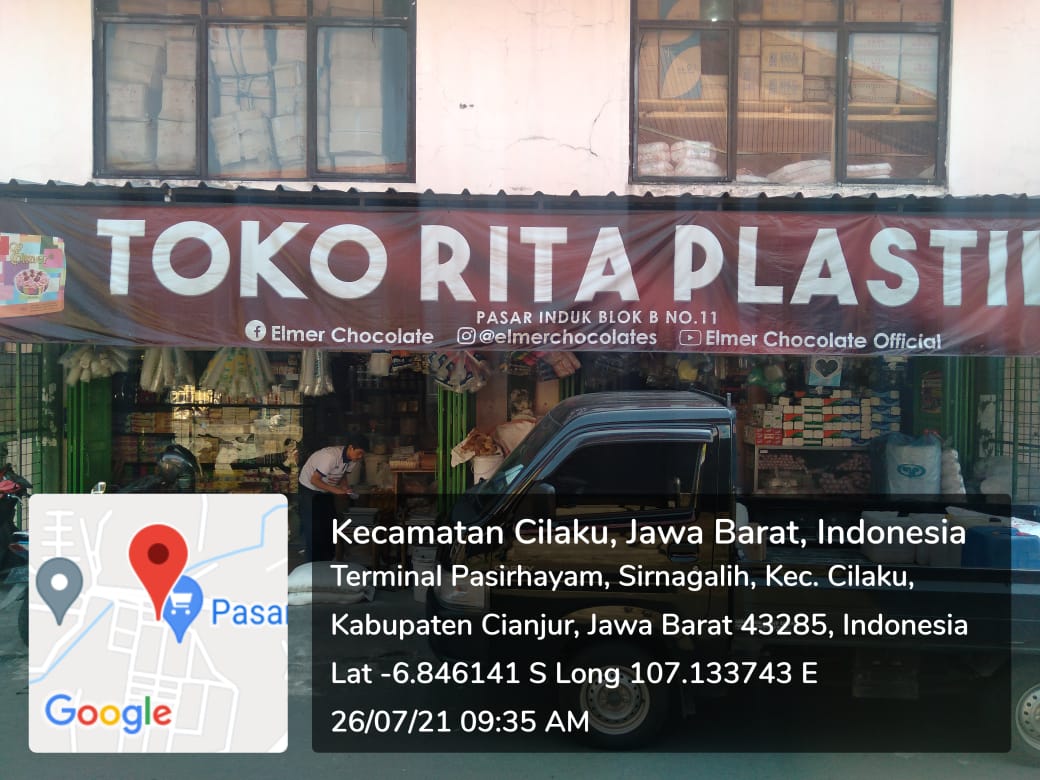 TOKO RITA PLASTIK
PASAR INDUK BLOK B NO.11
Elmer Chocolate @elmerchocolates Elmer Chocolate Official
Kecamatan Cilaku, Jawa Barat, Indonesia
Terminal Pasirhayam, Sirnagalih, Kec. Cilaku,
Kabupaten Cianjur, Jawa Barat 43285, Indonesia
Lat -6.846141 S Long 107.133743 E
26/07/21 09:35 AM
Pasar
Google